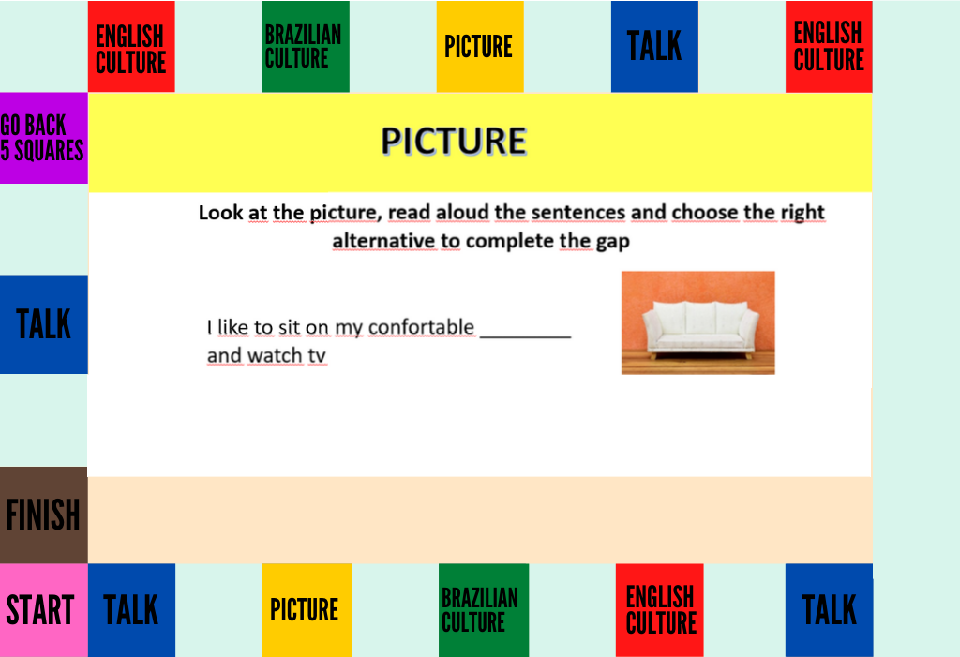 ENGLISH
CULTURE
BRAZILIAN
CULTURE
PICTURE
TALK
ENGLISH
CULTURE
GO BACK
5 SQUARES
PICTURE
Look at the picture, read aloud the sentences and choose the right
alternative to complete the gap
I like to sit on my confortable _________
and watch tv
TALK
FINISH
START
TALK
PICTURE
BRAZILIAN
CULTURE
ENGLISH
CULTURE
TALK